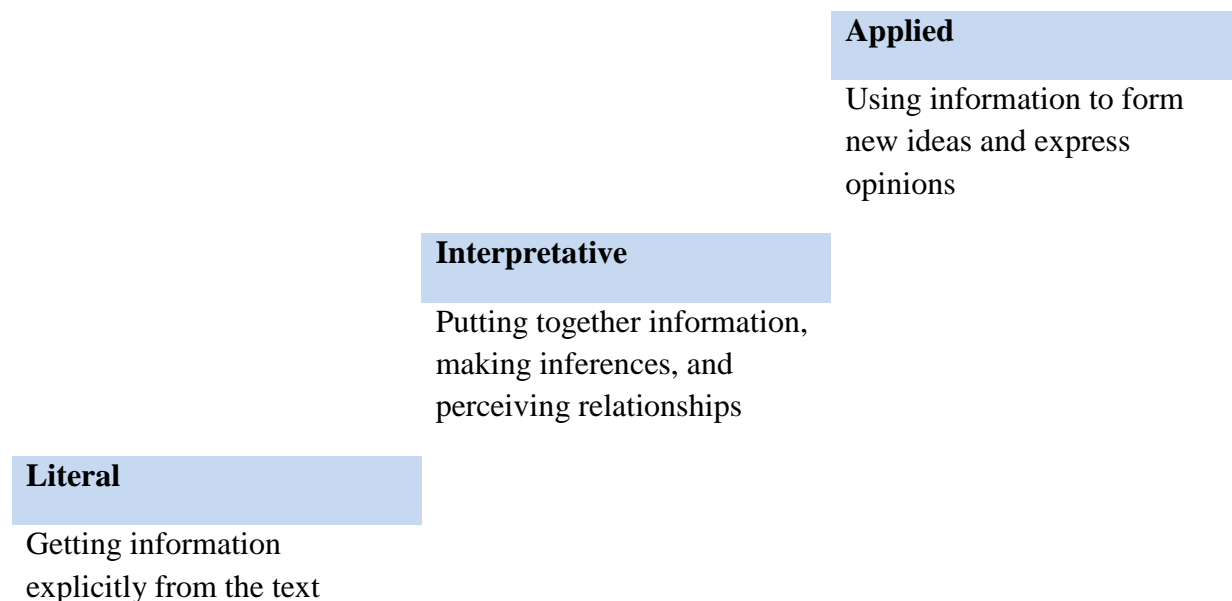 Applied
Using information to form
new ideas and express
opinions
Interpretative
Putting together information,
making inferences, and
perceiving relationships
Literal
Getting information
explicitly from the text